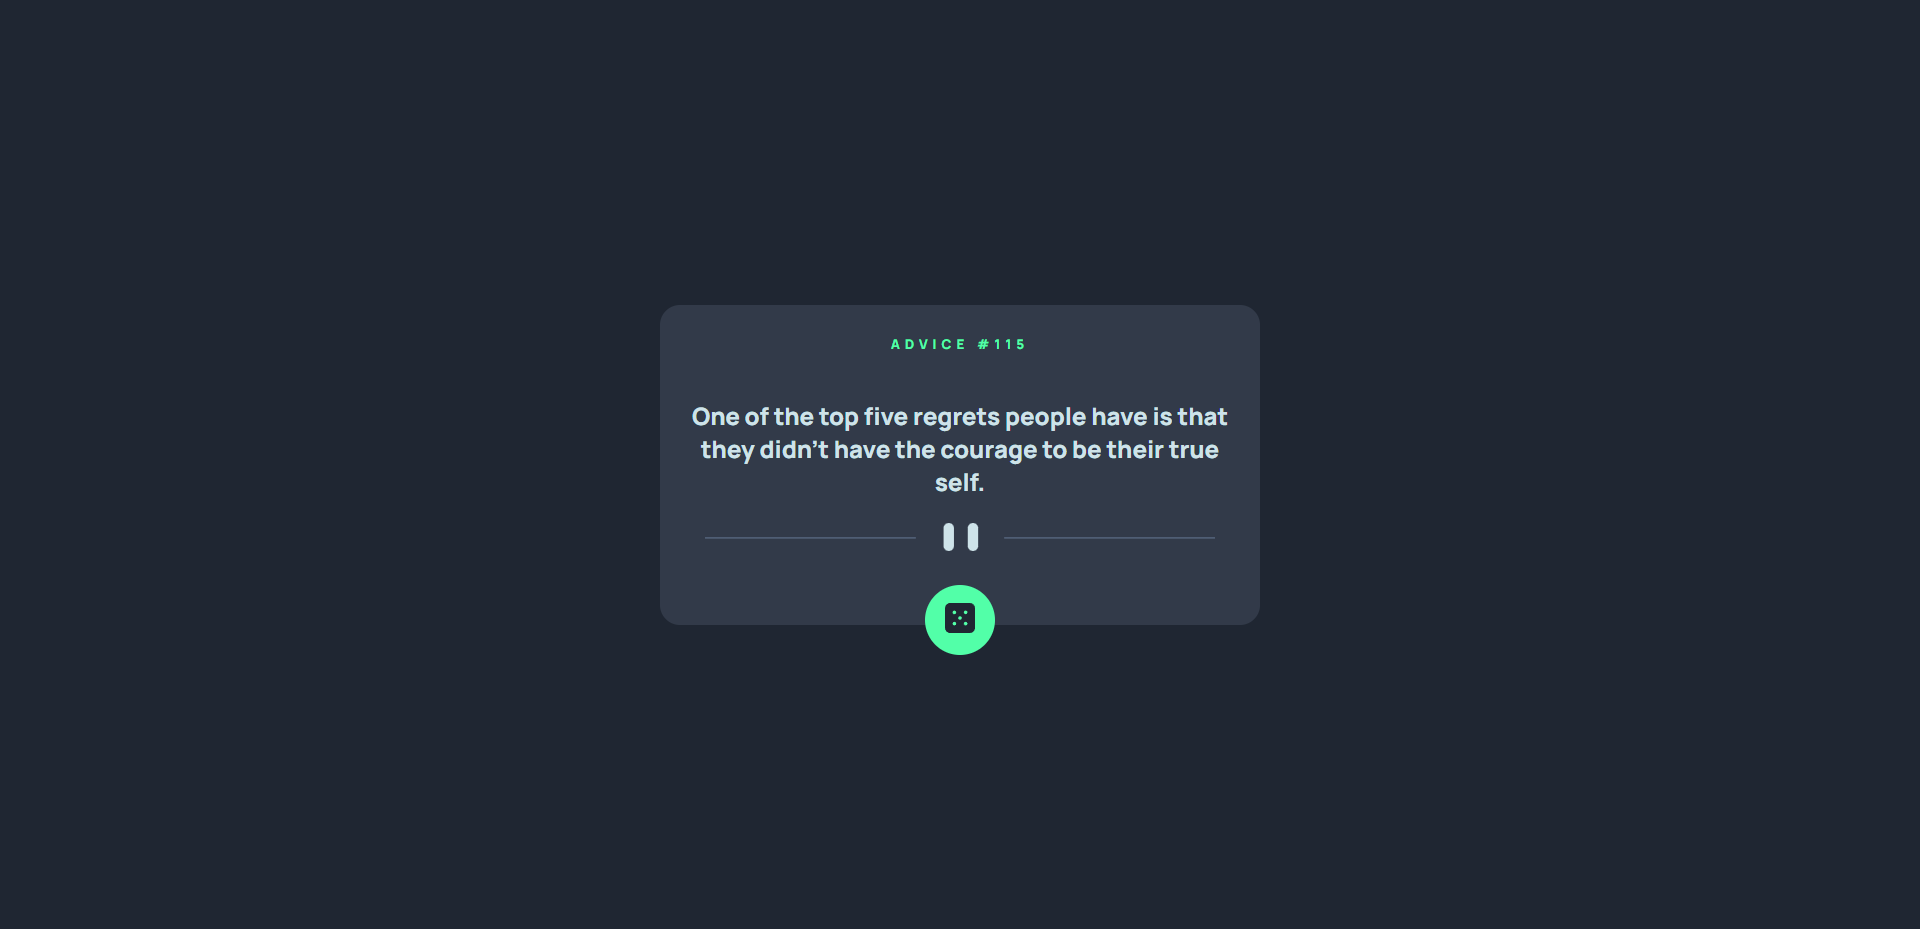 ADVICE #115
One of the top five regrets people have is that
they didn't have the courage to be their true
self.